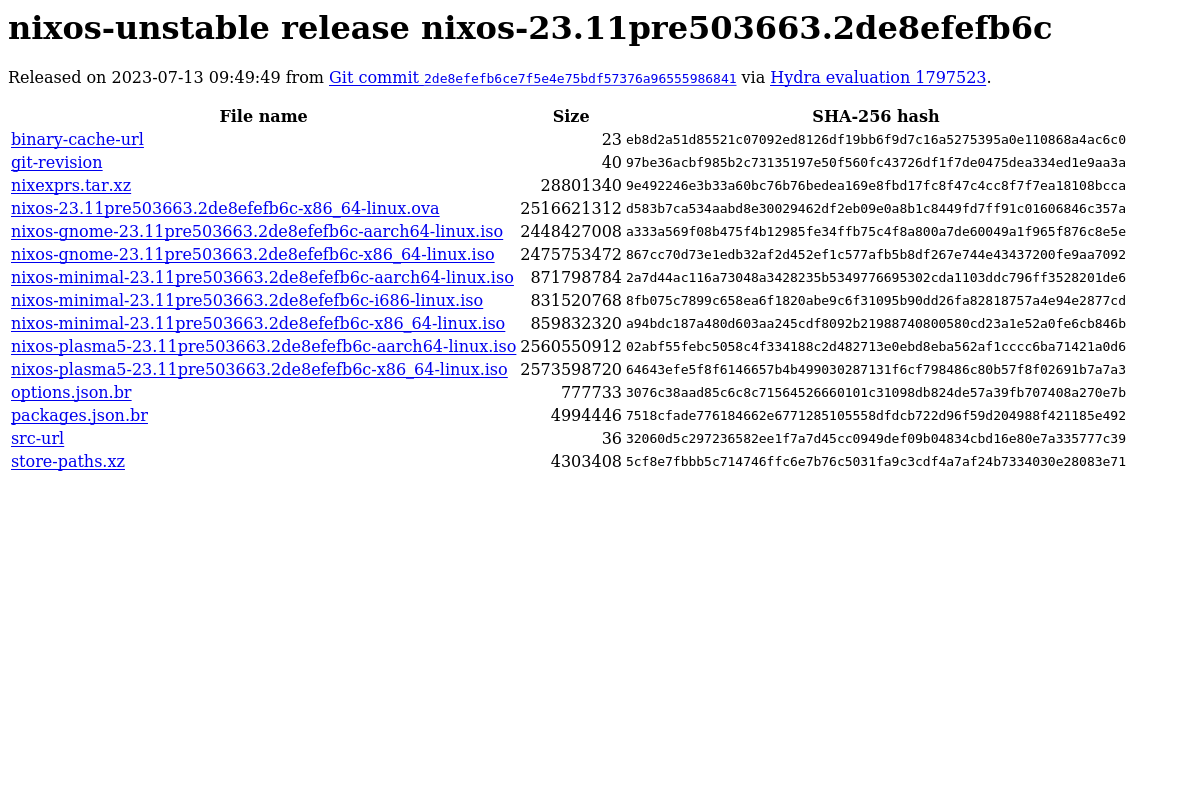 nixos-unstable release nixos-23.11pre503663.2de8efefb6c
Released on 2023-07-13 09:49:49 from Git commit 2de8efefb6ce7f5e4e75bdf57376a96555986841 via Hydra evaluation 1797523.
File name Size SHA-256 hash
binary-cache-url 23 eb8d2a51d85521c07092ed8126df19bb6f9d7c16a5275395a0e110868a4ac6c0
git-revision 40 97be36acbf985b2c73135197e50f560fc43726df1f7de0475dea334ed1e9aa3a
nixexprs.tar.xz 28801340 9e492246e3b33a60bc76b76bedea169e8fbd17fc8f47c4cc8f7f7ea18108bcca
nixos-23.11pre503663.2de8efefb6c-x86_64-linux.ova 2516621312 d583b7ca534aabd8e30029462df2eb09e0a8b1c8449fd7ff91c01606846c357a
nixos-gnome-23.11pre503663.2de8efefb6c-aarch64-linux.iso 2448427008 a333a569f08b475f4b12985fe34ffb75c4f8a800a7de60049a1f965f876c8e5e
nixos-gnome-23.11pre503663.2de8efefb6c-x86_64-linux.iso 2475753472 867cc70d73e1edb32af2d452ef1c577afb5b8df267e744e43437200fe9aa7092
nixos-minimal-23.11pre503663.2de8efefb6c-aarch64-linux.iso 871798784 2a7d44ac116a73048a3428235b5349776695302cda1103ddc796ff3528201de6
nixos-minimal-23.11pre503663.2de8efefb6c-i686-linux.iso 831520768 8fb075c7899c658ea6f1820abe9c6f31095b90dd26fa82818757a4e94e2877cd
nixos-minimal-23.11pre503663.2de8efefb6c-x86_64-linux.iso 859832320 a94bdc187a480d603aa245cdf8092b21988740800580cd23a1e52a0fe6cb846b
nixos-plasma5-23.11pre503663.2de8efefb6c-aarch64-linux.iso 2560550912 02abf55febc5058c4f334188c2d482713e0ebd8eba562af1cccc6ba71421a0d6
nixos-plasma5-23.11pre503663.2de8efefb6c-x86_64-linux.iso 2573598720 64643efe5f8f6146657b4b499030287131f6cf798486c80b57f8f02691b7a7a3
options.json.br 777733 3076c38aad85c6c8c71564526660101c31098db824de57a39fb707408a270e7b
packages.json.br 4994446 7518cfade776184662e6771285105558dfdcb722d96f59d204988f421185e492
src-url 36 32060d5c297236582ee1f7a7d45cc0949def09b04834cbd16e80e7a335777c39
store-paths.xz 4303408 5cf8e7fbbb5c714746ffc6e7b76c5031fa9c3cdf4a7af24b7334030e28083e71